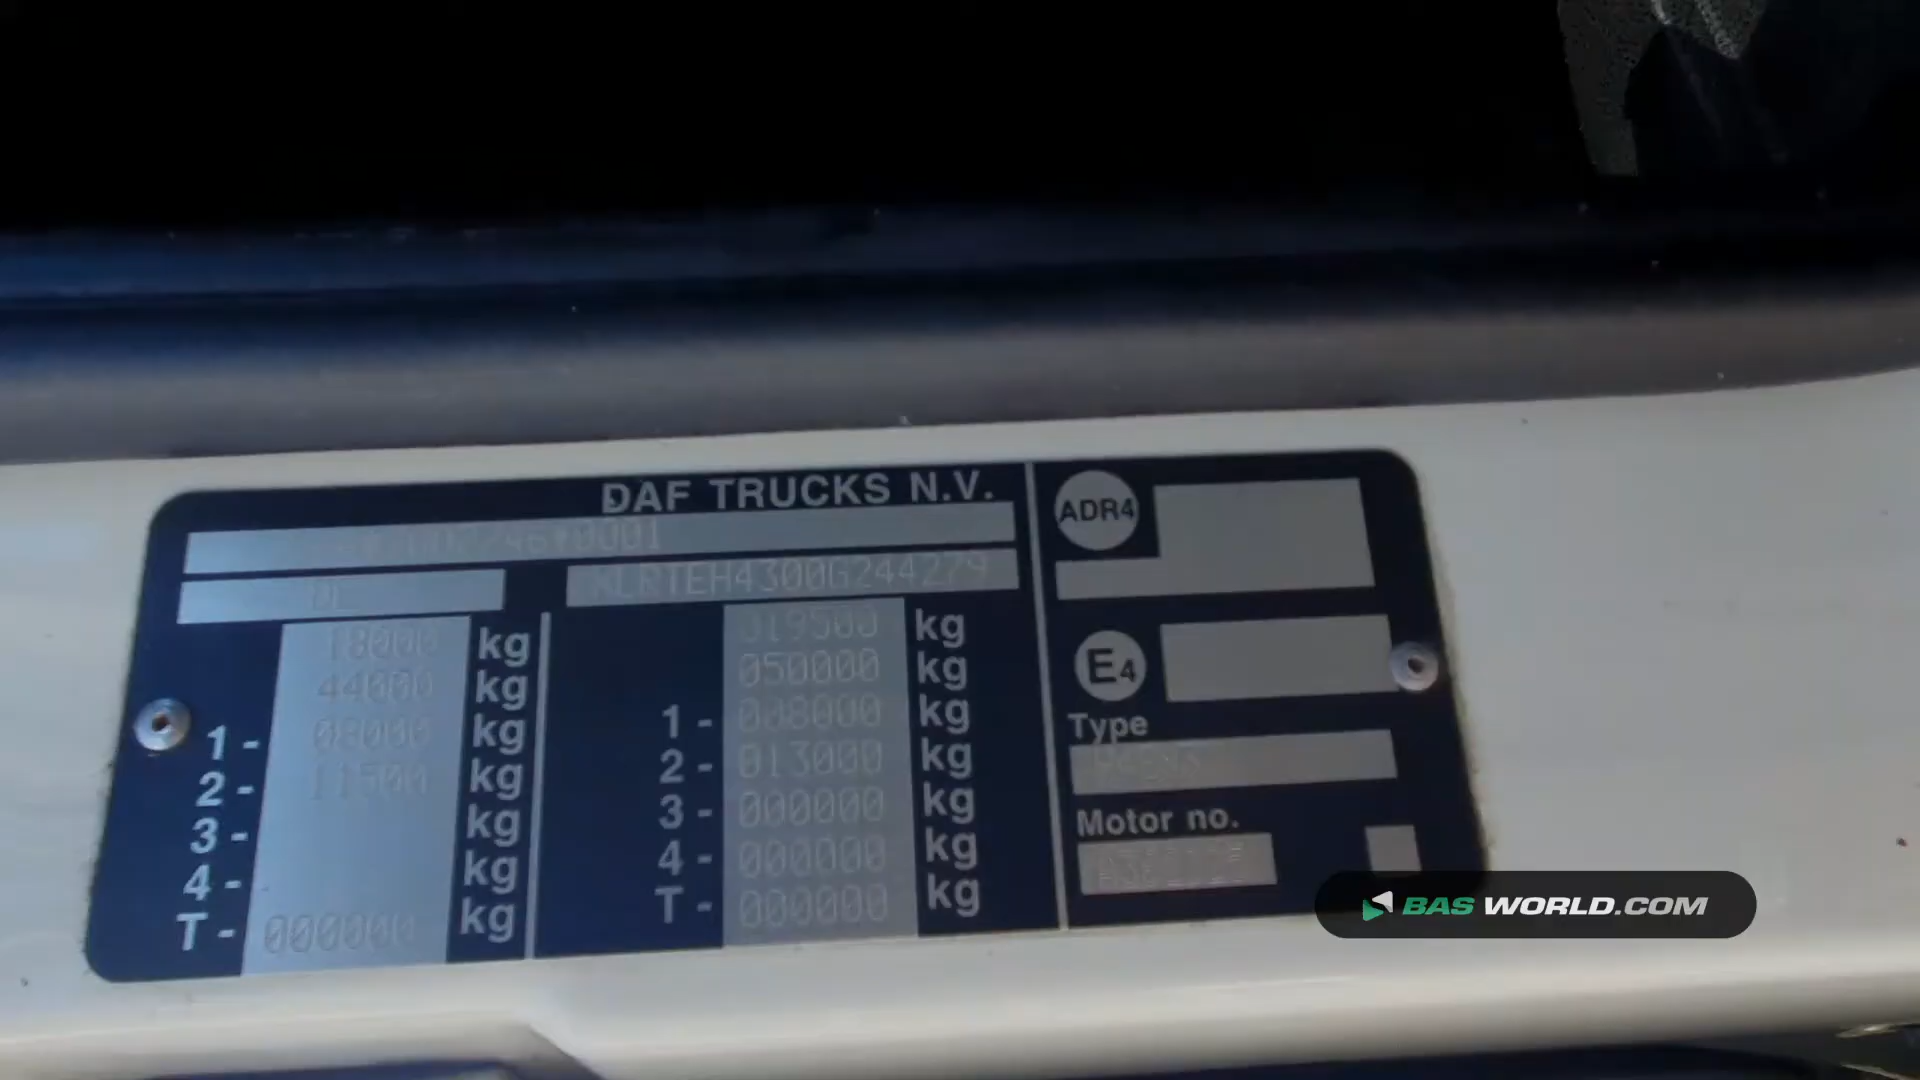 DAF TRUCKS N.V.
XLRTEH4300G244279
18000 kg
44000 kg
1 - 08000 kg
2 - 11500 kg
3 - kg
4 - kg
T - 000000 kg
019500 kg
050000 kg
1 - 008000 kg
2 - 013000 kg
3 - 000000 kg
4 - 000000 kg
T - 000000 kg
ADR4
E4
Type
Motor no.
BAS WORLD.COM